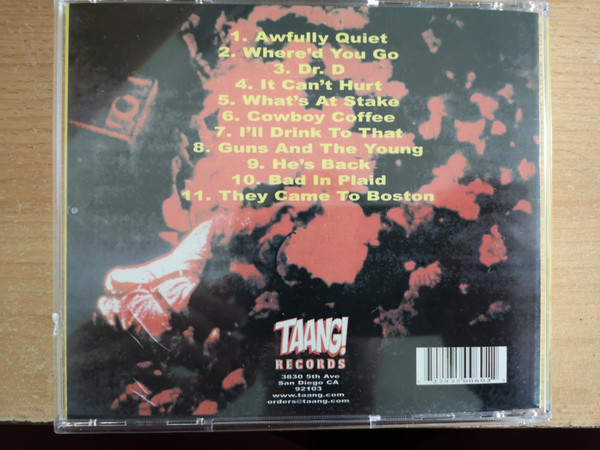 1. Awfully Quiet
2. Where'd You Go
3. Dr. D
4. It Can't Hurt
5. What's At Stake
6. Cowboy Coffee
7. I'll Drink To That
8. Guns And The Young
9. He's Back
10. Bad In Plaid
11. They Came To Boston
TAANG!
RECORDS
3830 5th Ave
San Diego CA
92103
www.taang.com
orders@taang.com